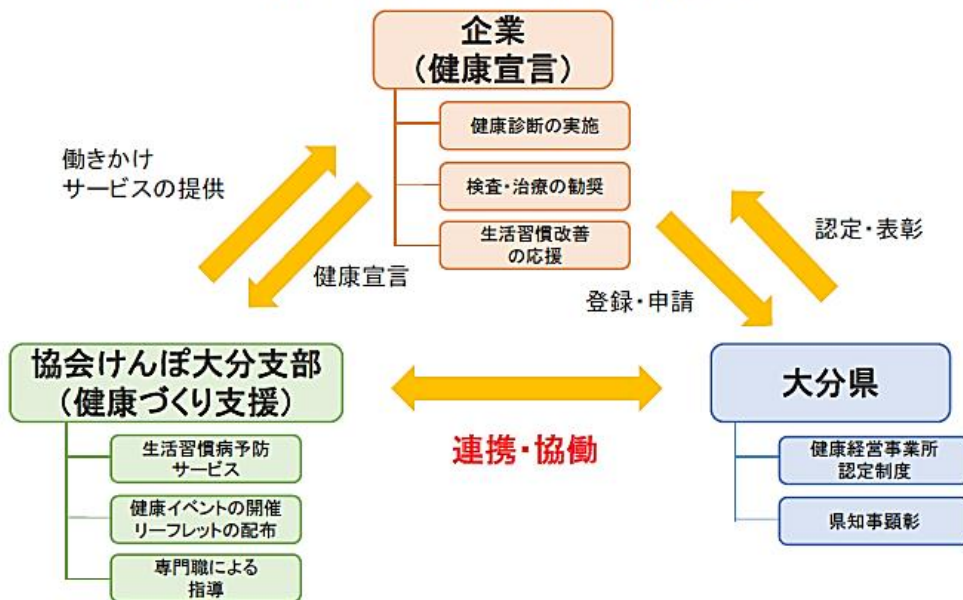 企業
（健康宣言）
健康診断の実施
検査・治療の勧奨
生活習慣改善
の応援
働きかけ
サービスの提供
健康宣言
認定・表彰
登録・申請
協会けんぽ大分支部
（健康づくり支援）
生活習慣病予防
サービス
健康イベントの開催
リーフレットの配布
専門職による
指導
連携・協働
大分県
健康経営事業所
認定制度
県知事顕彰